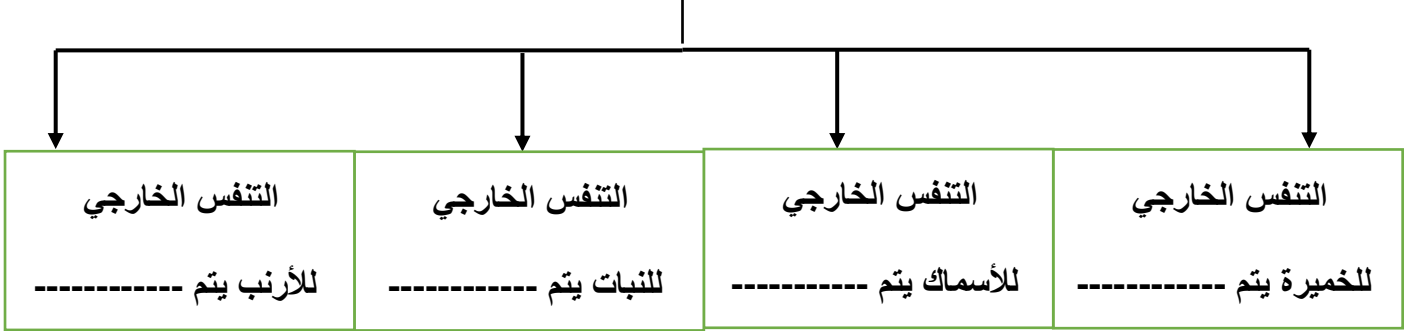 التنفس الخارجي
للخميرة يتم ------------
التنفس الخارجي
للأسماك يتم -----------
التنفس الخارجي
للنبات يتم ------------
التنفس الخارجي
للأرنب يتم ------------